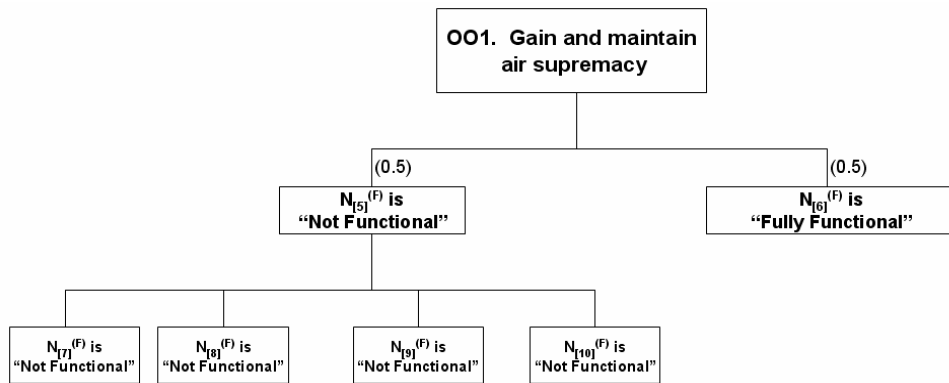 OO1.  Gain and maintain
air supremacy
(0.5)
(0.5)
N[5](F) is
“Not Functional”
N[6](F) is
“Fully Functional”
N[7](F) is
“Not Functional”
N[8](F) is
“Not Functional”
N[9](F) is
“Not Functional”
N[10](F) is
“Not Functional”